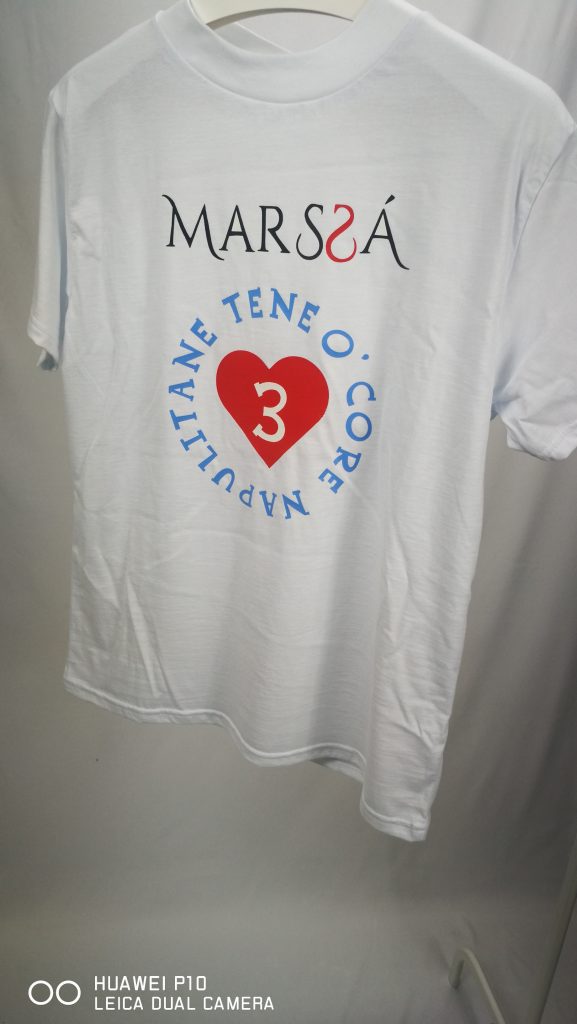 MARSSÁ
TENE O' CORE NAPULITANE
3
HUAWEI P10
LEICA DUAL CAMERA